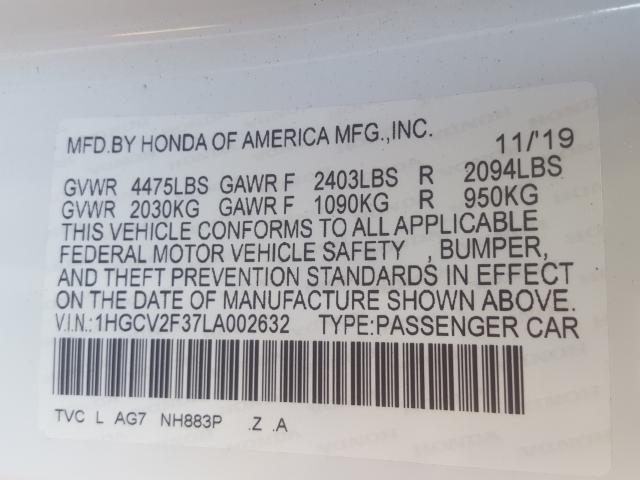 MFD.BY HONDA OF AMERICA MFG.,INC. 11/'19
GVWR 4475LBS GAWR F 2403LBS R 2094LBS
GVWR 2030KG GAWR F 1090KG R 950KG
THIS VEHICLE CONFORMS TO ALL APPLICABLE
FEDERAL MOTOR VEHICLE SAFETY , BUMPER,
AND THEFT PREVENTION STANDARDS IN EFFECT
ON THE DATE OF MANUFACTURE SHOWN ABOVE.
V.I.N.:1HGCV2F37LA002632 TYPE:PASSENGER CAR
TVC L AG7 NH883P .Z .A